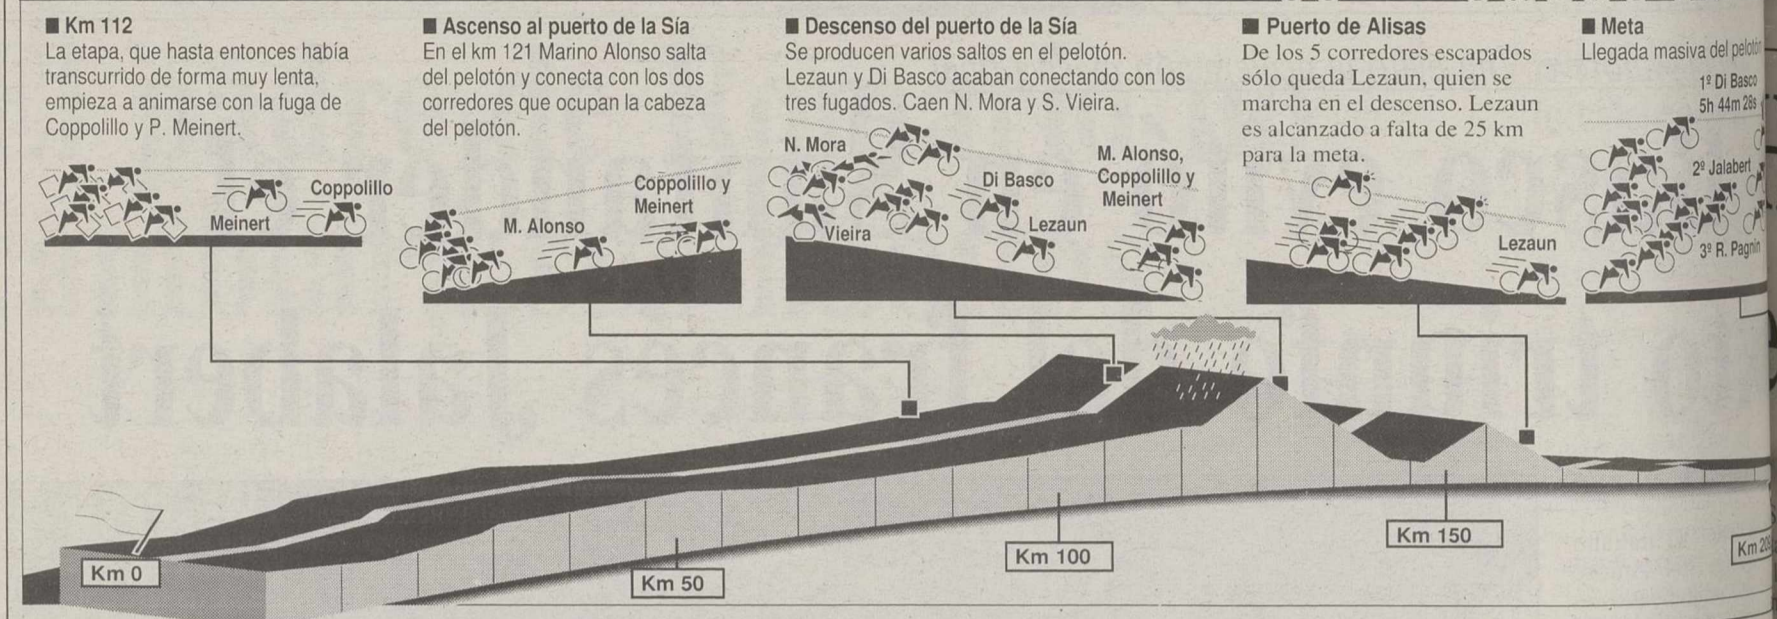 ■ Km 112
La etapa, que hasta entonces había
transcurrido de forma muy lenta,
empieza a animarse con la fuga de
Coppolillo y P. Meinert.
Meinert
Coppolillo
■ Ascenso al puerto de la Sía
En el km 121 Marino Alonso salta
del pelotón y conecta con los dos
corredores que ocupan la cabeza
del pelotón.
M. Alonso
Coppolillo y
Meinert
■ Descenso del puerto de la Sía
Se producen varios saltos en el pelotón.
Lezaun y Di Basco acaban conectando con los
tres fugados. Caen N. Mora y S. Vieira.
N. Mora
Vieira
Di Basco
Lezaun
M. Alonso,
Coppolillo y
Meinert
■ Puerto de Alisas
De los 5 corredores escapados
sólo queda Lezaun, quien se
marcha en el descenso. Lezaun
es alcanzado a falta de 25 km
para la meta.
Lezaun
■ Meta
Llegada masiva del pelotón
1º Di Basco
5h 44m 28s
2º Jalabert
3º R. Pagnin
Km 0
Km 50
Km 100
Km 150
Km